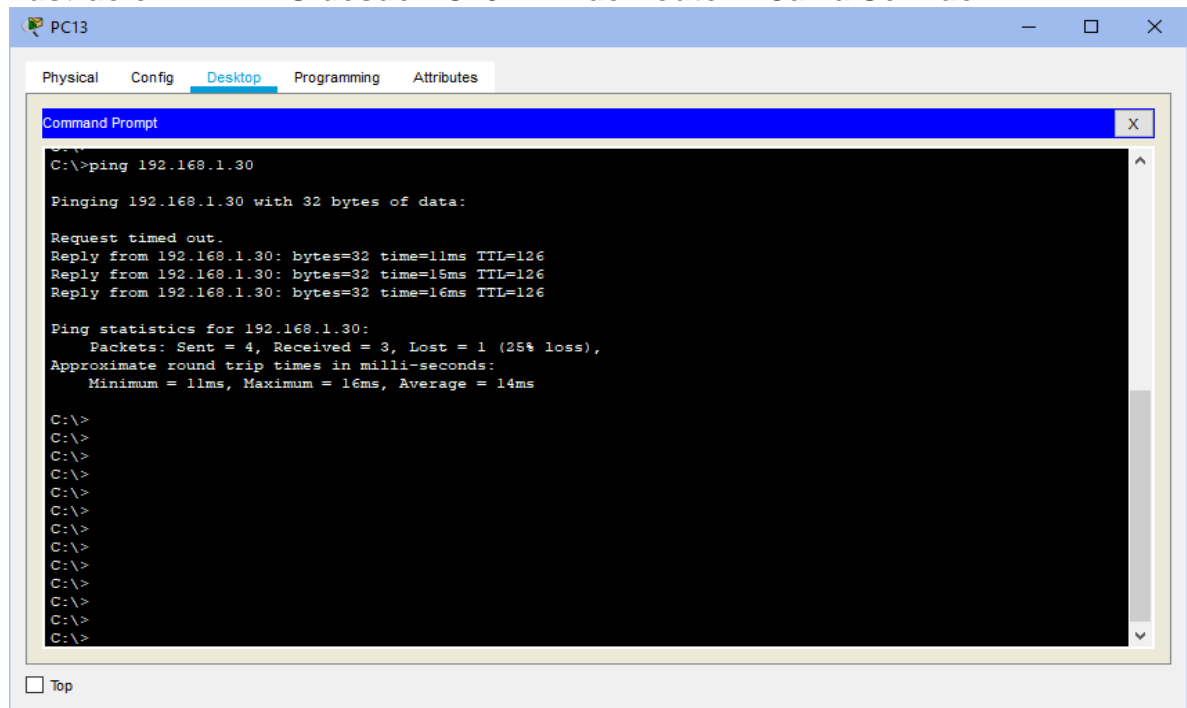 PC13
Physical Config Desktop Programming Attributes
Command Prompt
X
C:\>ping 192.168.1.30
Pinging 192.168.1.30 with 32 bytes of data:
Request timed out.
Reply from 192.168.1.30: bytes=32 time=11ms TTL=126
Reply from 192.168.1.30: bytes=32 time=15ms TTL=126
Reply from 192.168.1.30: bytes=32 time=16ms TTL=126
Ping statistics for 192.168.1.30:
Packets: Sent = 4, Received = 3, Lost = 1 (25% loss),
Approximate round trip times in milli-seconds:
Minimum = 11ms, Maximum = 16ms, Average = 14ms
C:\>
C:\>
C:\>
C:\>
C:\>
C:\>
C:\>
C:\>
C:\>
C:\>
C:\>
C:\>
C:\>
Top